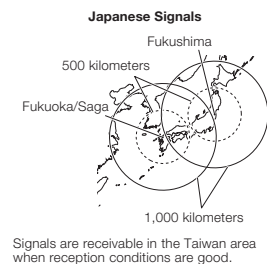 Japanese Signals
Fukushima
500 kilometers
Fukuoka/Saga
1,000 kilometers
Signals are receivable in the Taiwan area
when reception conditions are good.